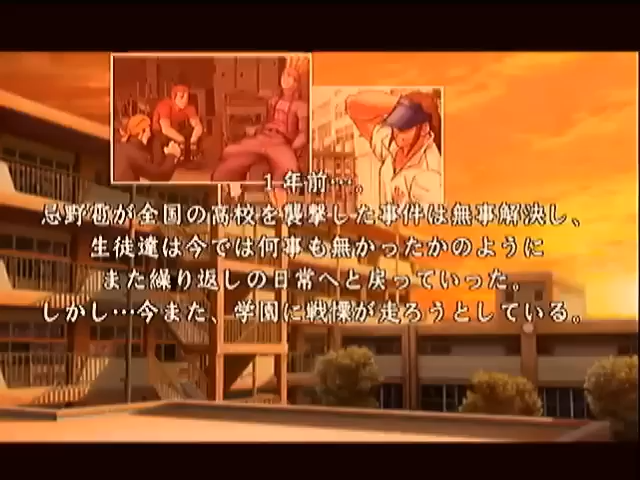 1年前…。
忌野雹が全国の高校を襲撃した事件は無事解決し、
生徒達は今では何事も無かったかのように
また繰り返しの日常へと戻っていった。
しかし…今また、学園に戦慄が走ろうとしている。